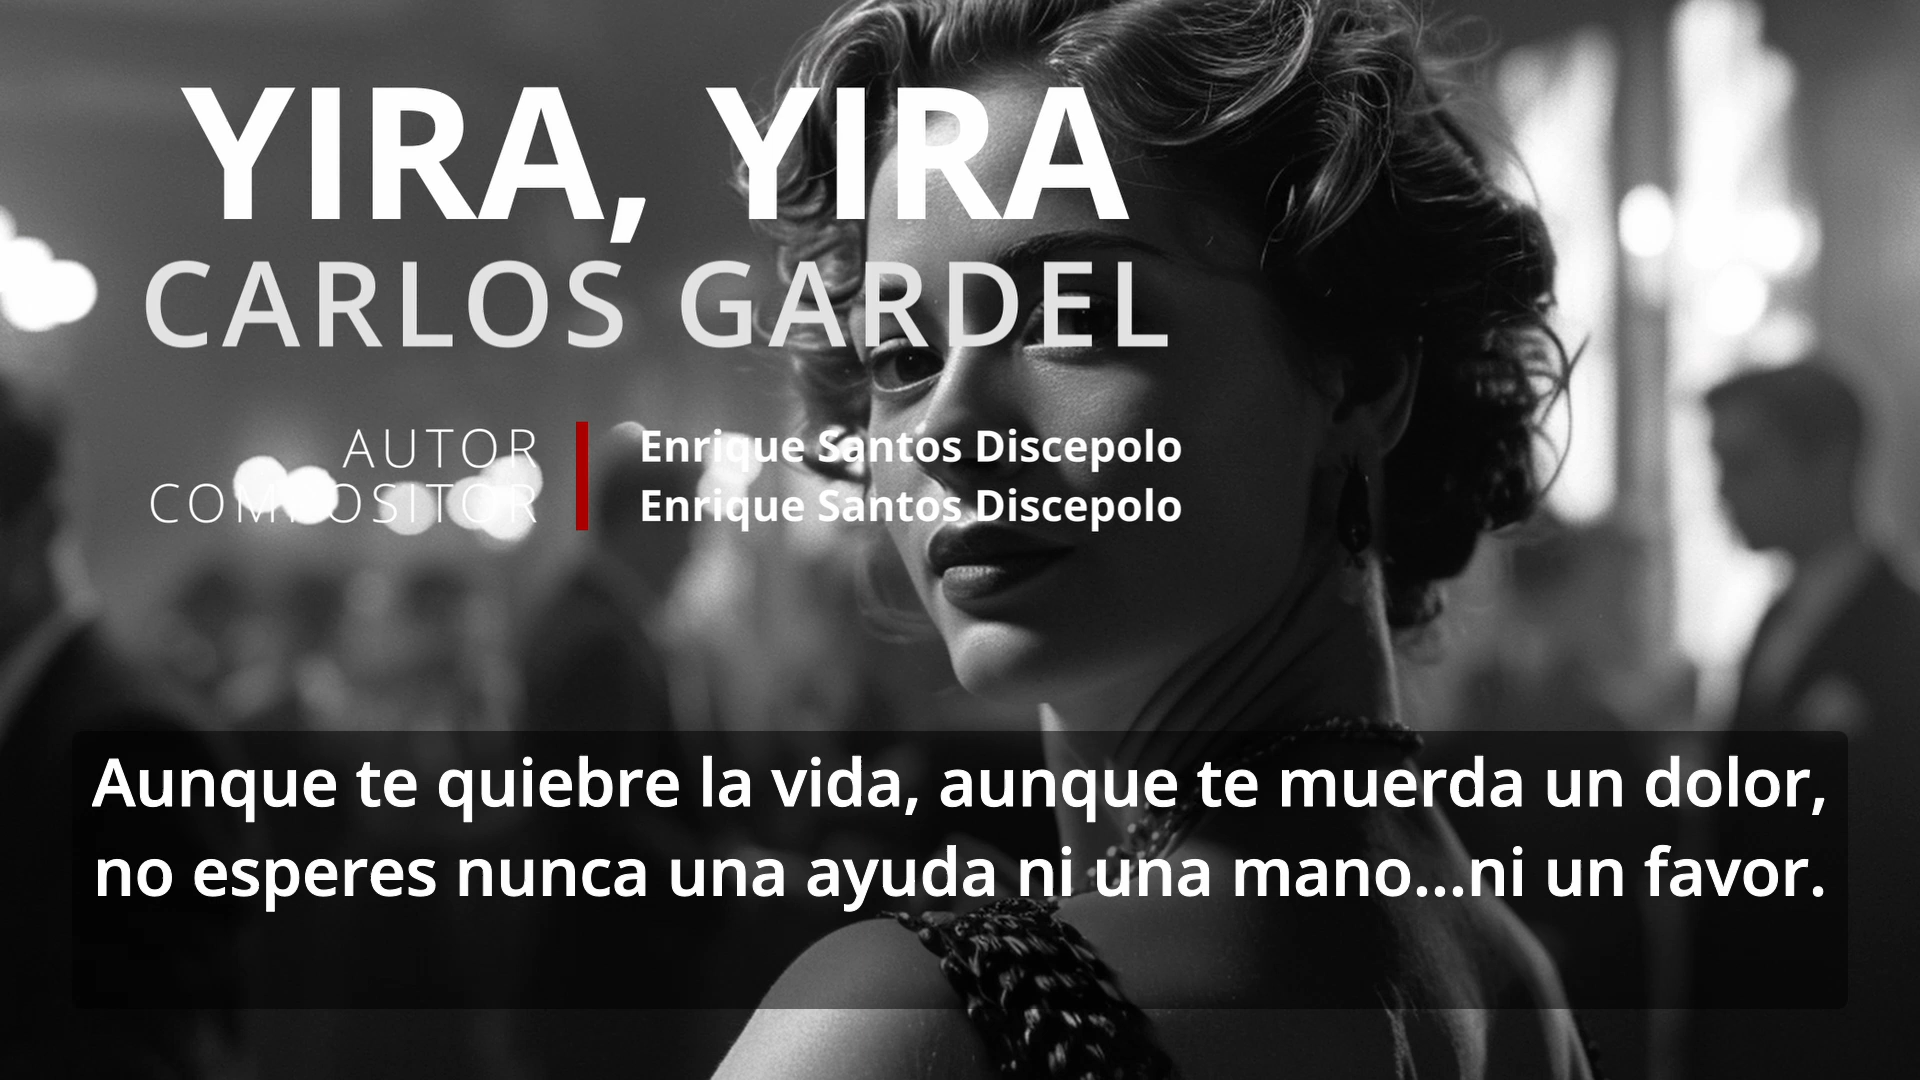 YIRA, YIRA
CARLOS GARDEL
AUTOR
Enrique Santos Discepolo
COMPOSITOR
Enrique Santos Discepolo
Aunque te quiebre la vida, aunque te muerda un dolor,
no esperes nunca una ayuda ni una mano...ni un favor.